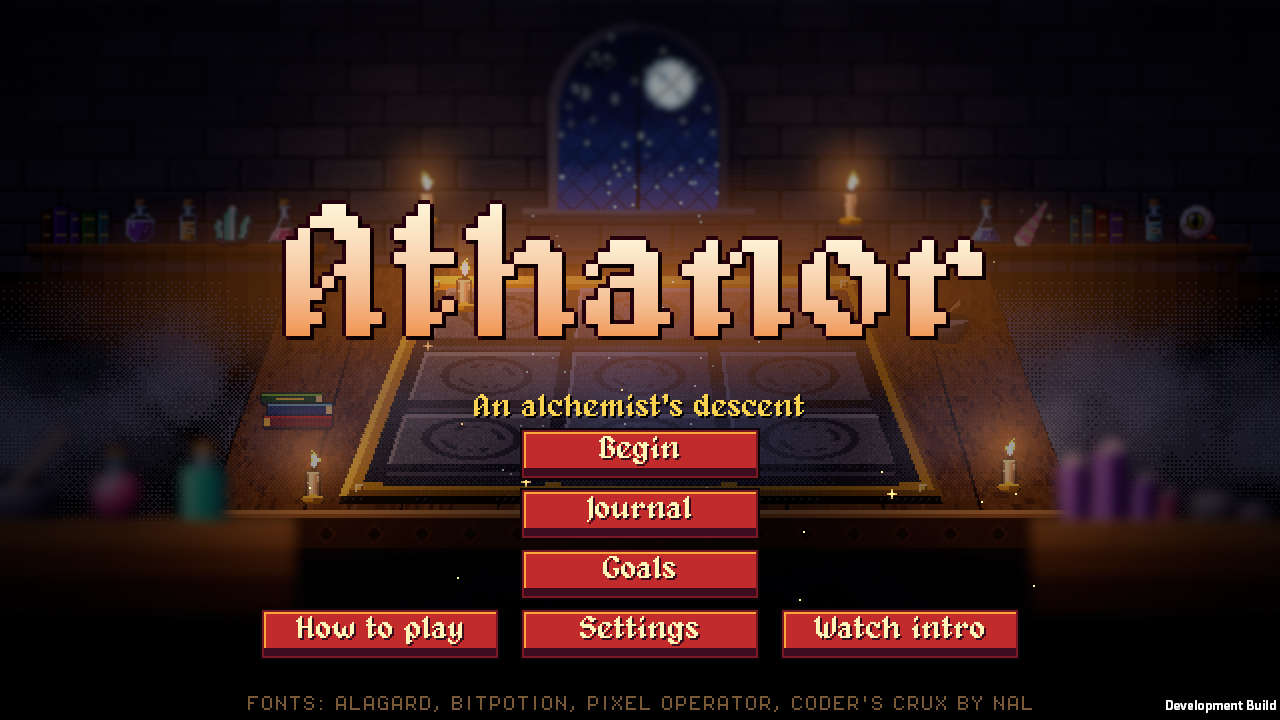 Athanor
An alchemist's descent
Begin
Journal
Goals
How to play
Settings
Watch intro
FONTS: ALAGARD, BITPOTION, PIXEL OPERATOR, CODER'S CRUX BY NAL
Development Build